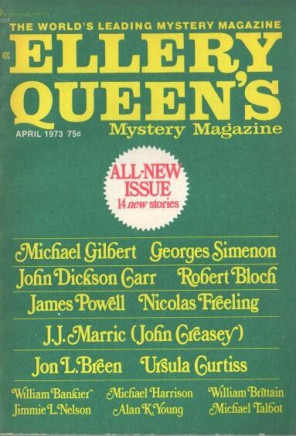 THE WORLD'S LEADING MYSTERY MAGAZINE
ELLERY
QUEEN'S
APRIL 1973 75¢ Mystery Magazine
ALL-NEW
ISSUE
14 new stories
Michael Gilbert Georges Simenon
John Dickson Carr Robert Bloch
James Powell Nicolas Freeling
J.J. Marric (John Creasey)
Jon L. Breen Ursula Curtiss
William Bankier Michael Harrison William Brittain
Jimmie L. Nelson Alan K. Young Michael Talbot